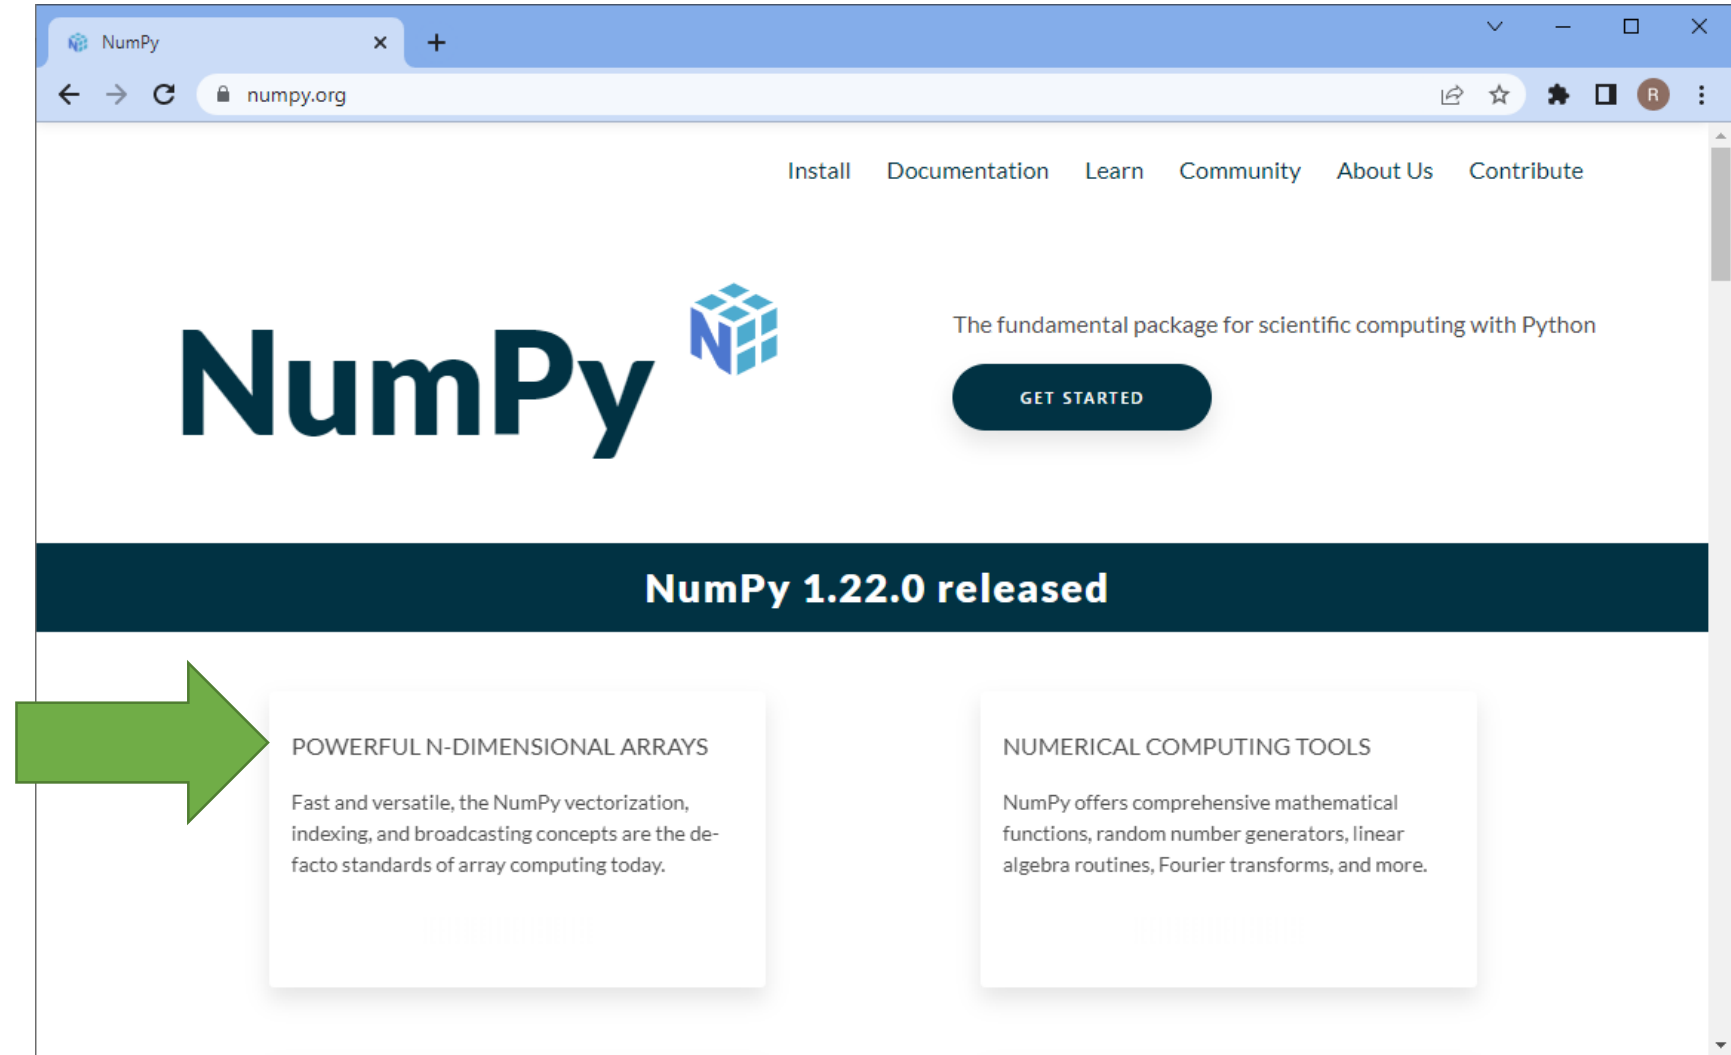 NumPy
numpy.org
R
Install Documentation Learn Community About Us Contribute
NumPy
N
The fundamental package for scientific computing with Python
GET STARTED
NumPy 1.22.0 released
POWERFUL N-DIMENSIONAL ARRAYS
Fast and versatile, the NumPy vectorization,
indexing, and broadcasting concepts are the de-
facto standards of array computing today.
NUMERICAL COMPUTING TOOLS
NumPy offers comprehensive mathematical
functions, random number generators, linear
algebra routines, Fourier transforms, and more.